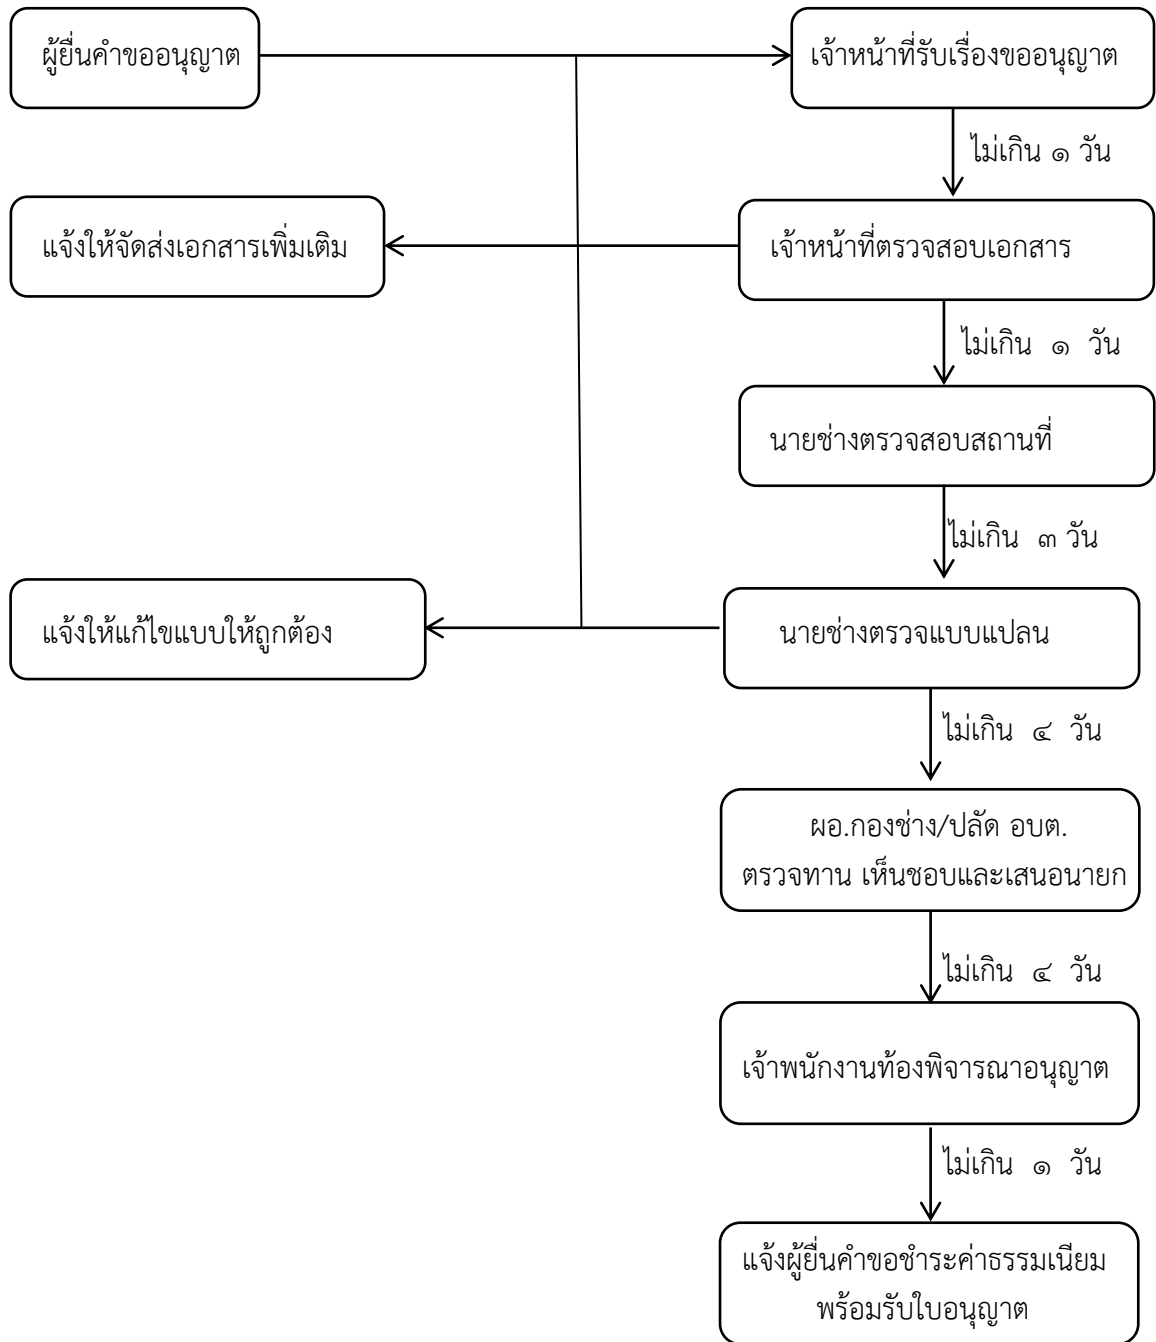 ผู้ยื่นคำขออนุญาต
เจ้าหน้าที่รับเรื่องขออนุญาต
ไม่เกิน ๑ วัน
แจ้งให้จัดส่งเอกสารเพิ่มเติม
เจ้าหน้าที่ตรวจสอบเอกสาร
ไม่เกิน ๑ วัน
นายช่างตรวจสอบสถานที่
ไม่เกิน ๓ วัน
แจ้งให้แก้ไขแบบให้ถูกต้อง
นายช่างตรวจแบบแปลน
ไม่เกิน ๔ วัน
ผอ.กองช่าง/ปลัด อบต.
ตรวจทาน เห็นชอบและเสนอนายก
ไม่เกิน ๔ วัน
เจ้าพนักงานท้องพิจารณาอนุญาต
ไม่เกิน ๑ วัน
แจ้งผู้ยื่นคำขอชำระค่าธรรมเนียม
พร้อมรับใบอนุญาต